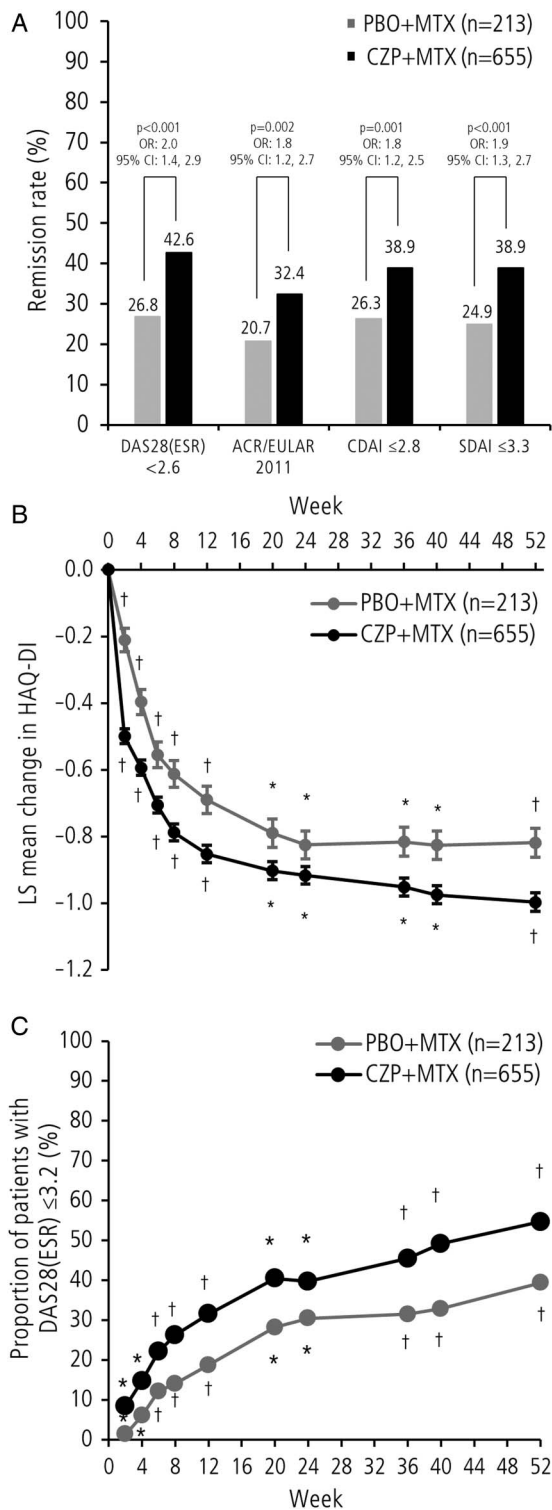 A
PBO+MTX (n=213)
CZP+MTX (n=655)
Remission rate (%)
100
90
80
70
60
50
40
30
20
10
0
p<0.001
OR: 2.0
95% CI: 1.4, 2.9
p=0.002
OR: 1.8
95% CI: 1.2, 2.7
p=0.001
OR: 1.8
95% CI: 1.2, 2.5
p<0.001
OR: 1.9
95% CI: 1.3, 2.7
26.8
42.6
20.7
32.4
26.3
38.9
24.9
38.9
DAS28(ESR)
<2.6
ACR/EULAR
2011
CDAI ≤2.8
SDAI ≤3.3
B
Week
0 2 4 6 8 12 20 24 28 32 36 40 44 48 52
PBO+MTX (n=213)
CZP+MTX (n=655)
LS mean change in HAQ-DI
0.0
−0.2
−0.4
−0.6
−0.8
−1.0
−1.2
† † † † † * * * * †
† † † † † * * * * †
C
PBO+MTX (n=213)
CZP+MTX (n=655)
Proportion of patients with
DAS28(ESR) ≤3.2 (%)
100
90
80
70
60
50
40
30
20
10
0
* * † † † * * † † †
* * † † † * * † † †
0 4 8 12 16 20 24 28 32 36 40 44 48 52
Week